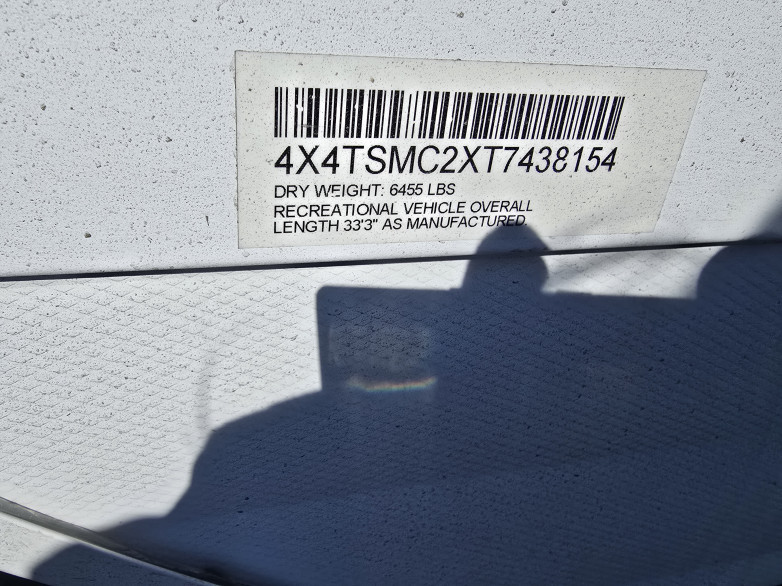 4X4TSMC2XT7438154
DRY WEIGHT: 6455 LBS
RECREATIONAL VEHICLE OVERALL
LENGTH 33'3" AS MANUFACTURED.